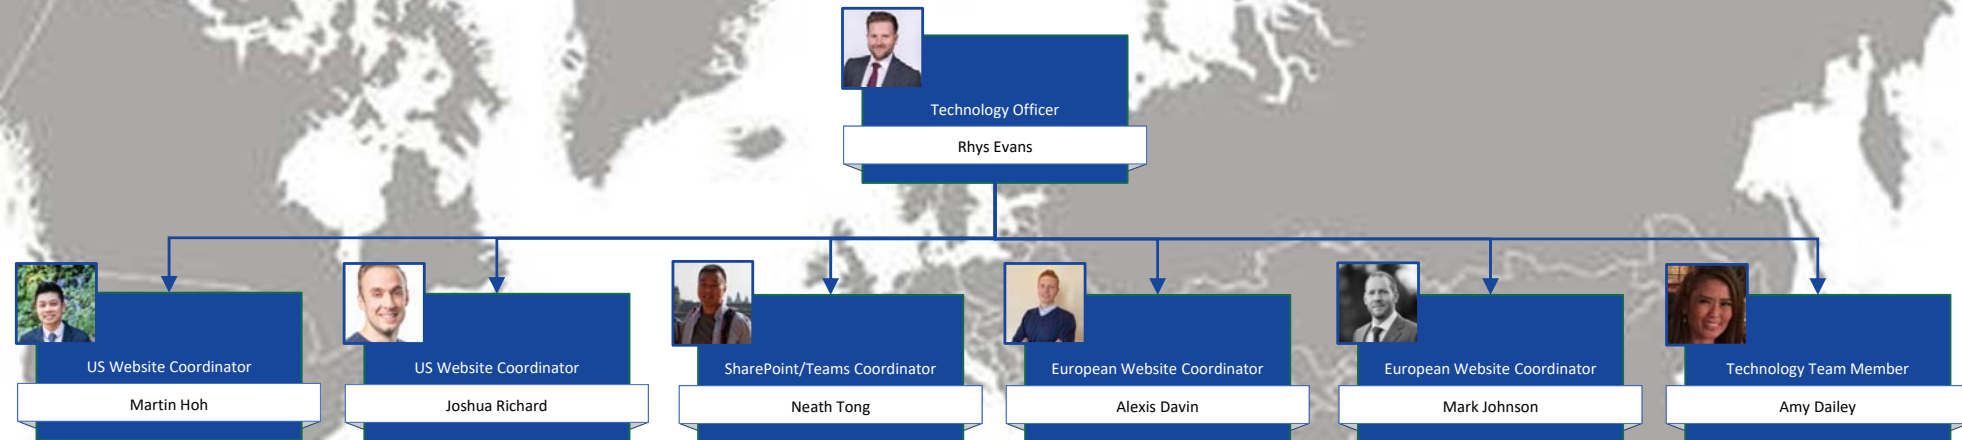 Technology Officer
Rhys Evans
US Website Coordinator
Martin Hoh
US Website Coordinator
Joshua Richard
SharePoint/Teams Coordinator
Neath Tong
European Website Coordinator
Alexis Davin
European Website Coordinator
Mark Johnson
Technology Team Member
Amy Dailey